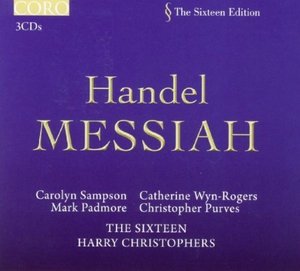 CORO
3CDs
§ The Sixteen Edition
Handel
MESSIAH
Carolyn Sampson Catherine Wyn-Rogers
Mark Padmore Christopher Purves
THE SIXTEEN
HARRY CHRISTOPHERS